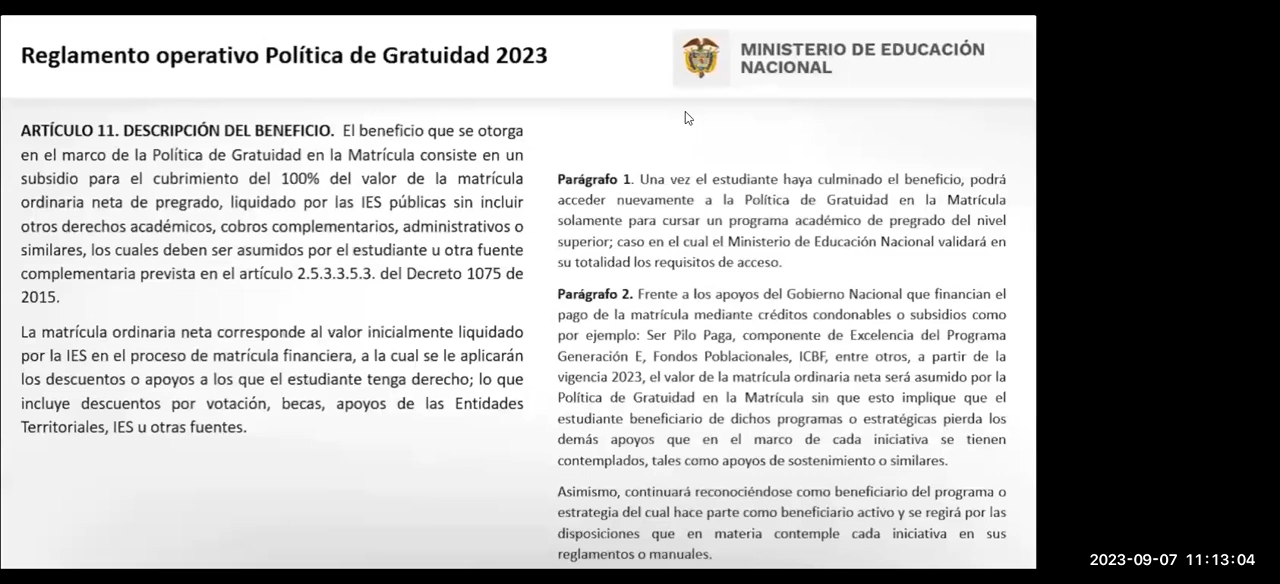 Reglamento operativo Política de Gratuidad 2023
MINISTERIO DE EDUCACIÓN
NACIONAL
ARTÍCULO 11. DESCRIPCIÓN DEL BENEFICIO. El beneficio que se otorga
en el marco de la Política de Gratuidad en la Matrícula consiste en un
subsidio para el cubrimiento del 100% del valor de la matrícula
ordinaria neta de pregrado, liquidado por las IES públicas sin incluir
otros derechos académicos, cobros complementarios, administrativos o
similares, los cuales deben ser asumidos por el estudiante u otra fuente
complementaria prevista en el artículo 2.5.3.3.5.3. del Decreto 1075 de
2015.
La matrícula ordinaria neta corresponde al valor inicialmente liquidado
por la IES en el proceso de matrícula financiera, a la cual se le aplicarán
los descuentos o apoyos a los que el estudiante tenga derecho; lo que
incluye descuentos por votación, becas, apoyos de las Entidades
Territoriales, IES u otras fuentes.
Parágrafo 1. Una vez el estudiante haya culminado el beneficio, podrá
acceder nuevamente a la Política de Gratuidad en la Matrícula
solamente para cursar un programa académico de pregrado del nivel
superior; caso en el cual el Ministerio de Educación Nacional validará en
su totalidad los requisitos de acceso.
Parágrafo 2. Frente a los apoyos del Gobierno Nacional que financian el
pago de la matrícula mediante créditos condonables o subsidios como
por ejemplo: Ser Pilo Paga, componente de Excelencia del Programa
Generación E, Fondos Poblacionales, ICBF, entre otros, a partir de la
vigencia 2023, el valor de la matrícula ordinaria neta será asumido por la
Política de Gratuidad en la Matrícula sin que esto implique que el
estudiante beneficiario de dichos programas o estratégicas pierda los
demás apoyos que en el marco de cada iniciativa se tienen
contemplados, tales como apoyos de sostenimiento o similares.
Asimismo, continuará reconociéndose como beneficiario del programa o
estrategia del cual hace parte como beneficiario activo y se regirá por las
disposiciones que en materia contemple cada iniciativa en sus
reglamentos o manuales.
2023-09-07 11:13:04